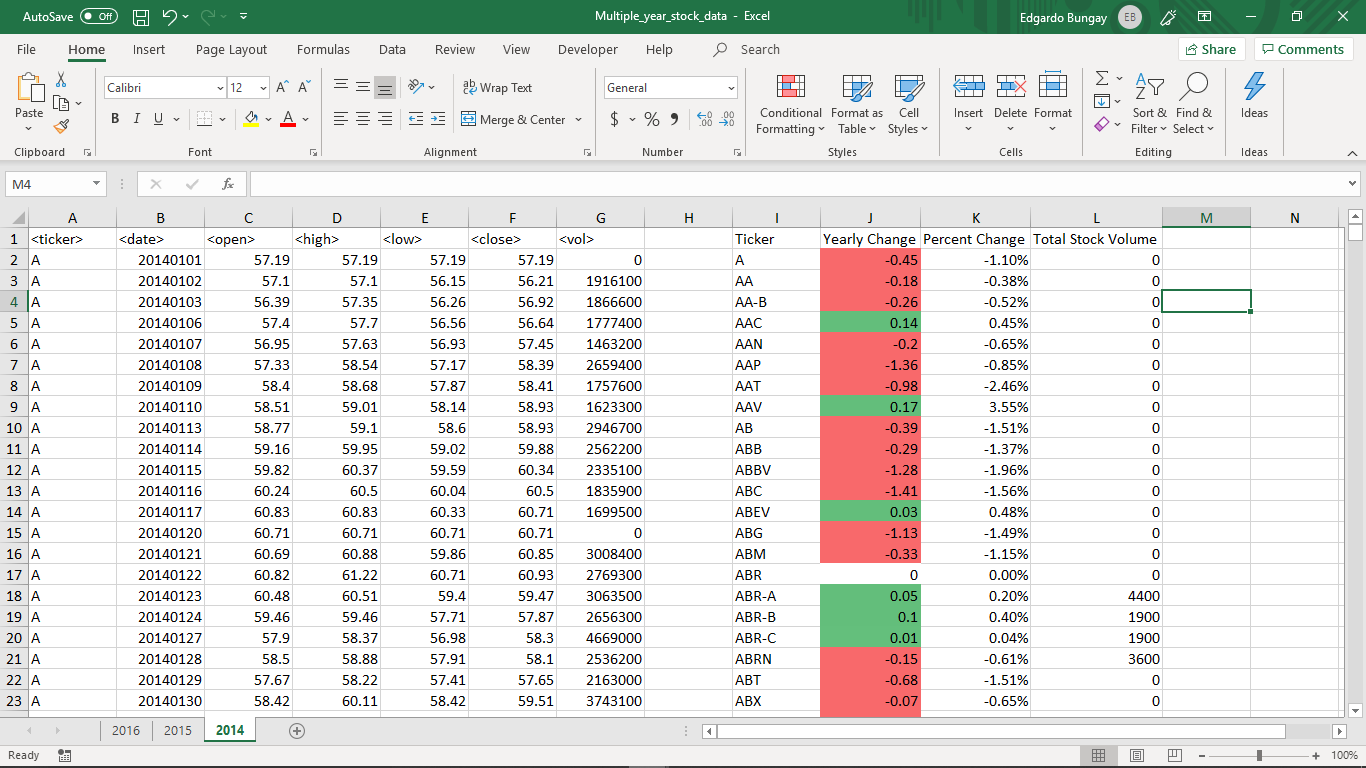 AutoSave Off Multiple_year_stock_data - Excel Edgardo Bungay EB
File Home Insert Page Layout Formulas Data Review View Developer Help Search Share Comments
Paste Calibri 12 A A Wrap Text General Conditional Formatting Format as Table Cell Styles Insert Delete Format Sort & Filter Find & Select Ideas
B I U A Merge & Center $ % 9 .00 .00
Clipboard Font Alignment Number Styles Cells Editing Ideas
M4 fx
A B C D E F G H I J K L M N
1 <ticker> <date> <open> <high> <low> <close> <vol> Ticker Yearly Change Percent Change Total Stock Volume
2 A 20140101 57.19 57.19 57.19 57.19 0 A -0.45 -1.10% 0
3 A 20140102 57.1 57.1 56.15 56.21 1916100 AA -0.18 -0.38% 0
4 A 20140103 56.39 57.35 56.26 56.92 1866600 AA-B -0.26 -0.52% 0
5 A 20140106 57.4 57.7 56.56 56.64 1777400 AAC 0.14 0.45% 0
6 A 20140107 56.95 57.63 56.93 57.45 1463200 AAN -0.2 -0.65% 0
7 A 20140108 57.33 58.54 57.17 58.39 2659400 AAP -1.36 -0.85% 0
8 A 20140109 58.4 58.68 57.87 58.41 1757600 AAT -0.98 -2.46% 0
9 A 20140110 58.51 59.01 58.14 58.93 1623300 AAV 0.17 3.55% 0
10 A 20140113 58.77 59.1 58.6 58.93 2946700 AB -0.39 -1.51% 0
11 A 20140114 59.16 59.95 59.02 59.88 2562200 ABB -0.29 -1.37% 0
12 A 20140115 59.82 60.37 59.59 60.34 2335100 ABBV -1.28 -1.96% 0
13 A 20140116 60.24 60.5 60.04 60.5 1835900 ABC -1.41 -1.56% 0
14 A 20140117 60.83 60.83 60.33 60.71 1699500 ABEV 0.03 0.48% 0
15 A 20140120 60.71 60.71 60.71 60.71 0 ABG -1.13 -1.49% 0
16 A 20140121 60.69 60.88 59.86 60.85 3008400 ABM -0.33 -1.15% 0
17 A 20140122 60.82 61.22 60.71 60.93 2769300 ABR 0 0.00% 0
18 A 20140123 60.48 60.51 59.4 59.47 3063500 ABR-A 0.05 0.20% 4400
19 A 20140124 59.46 59.46 57.71 57.87 2656300 ABR-B 0.1 0.40% 1900
20 A 20140127 57.9 58.37 56.98 58.3 4669000 ABR-C 0.01 0.04% 1900
21 A 20140128 58.5 58.88 57.91 58.1 2536200 ABRN -0.15 -0.61% 3600
22 A 20140129 57.67 58.22 57.41 57.65 2163000 ABT -0.68 -1.51% 0
23 A 20140130 58.42 60.11 58.42 59.51 3743100 ABX -0.07 -0.65% 0
2016 2015 2014
Ready 100%